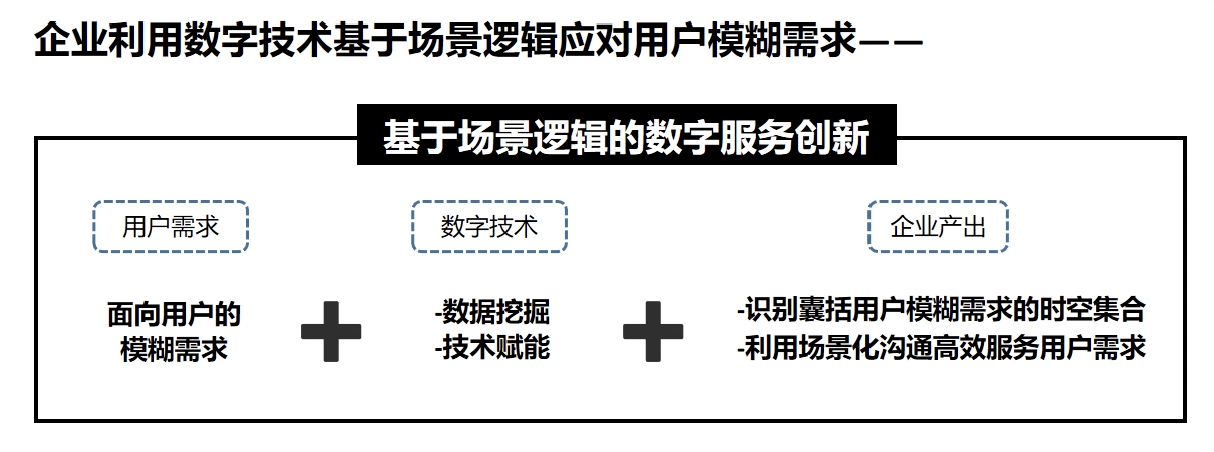 企业利用数字技术基于场景逻辑应对用户模糊需求——
基于场景逻辑的数字服务创新
用户需求
数字技术
企业产出
面向用户的
模糊需求
-数据挖掘
-技术赋能
-识别囊括用户模糊需求的时空集合
-利用场景化沟通高效服务用户需求